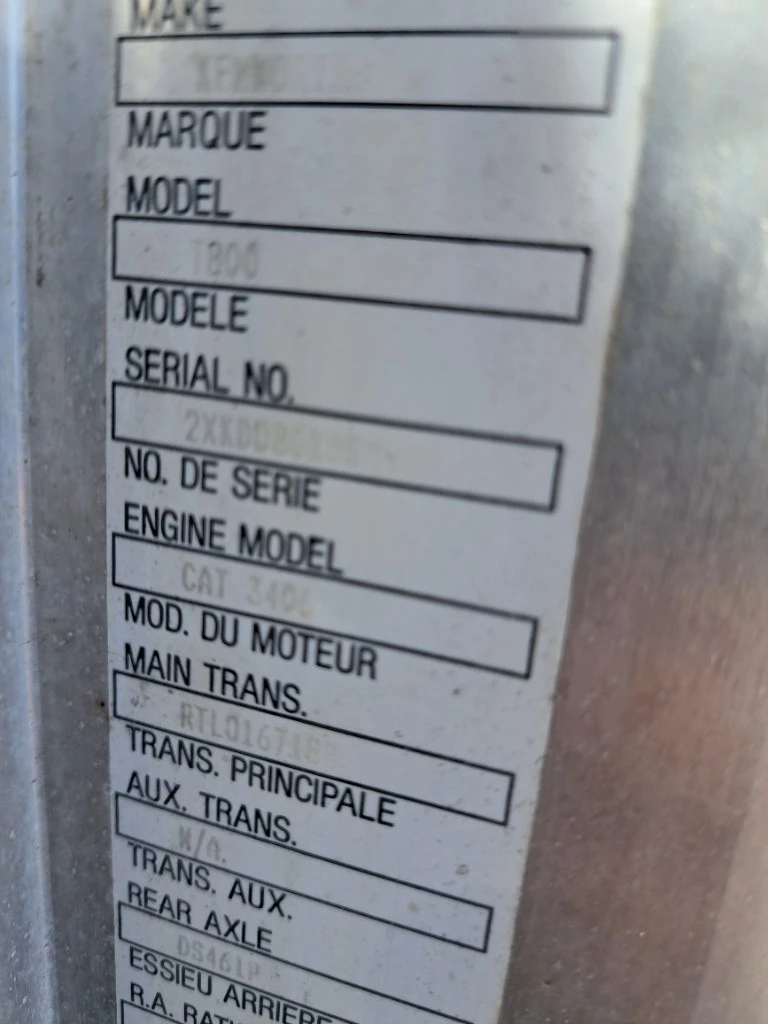 MAKE
MARQUE
MODEL
T800
MODELE
SERIAL NO.
NO. DE SERIE
ENGINE MODEL
CAT 3406
MOD. DU MOTEUR
MAIN TRANS.
TRANS. PRINCIPALE
AUX. TRANS.
N/A.
TRANS. AUX.
REAR AXLE
DS461P
ESSIEU ARRIERE
R.A.